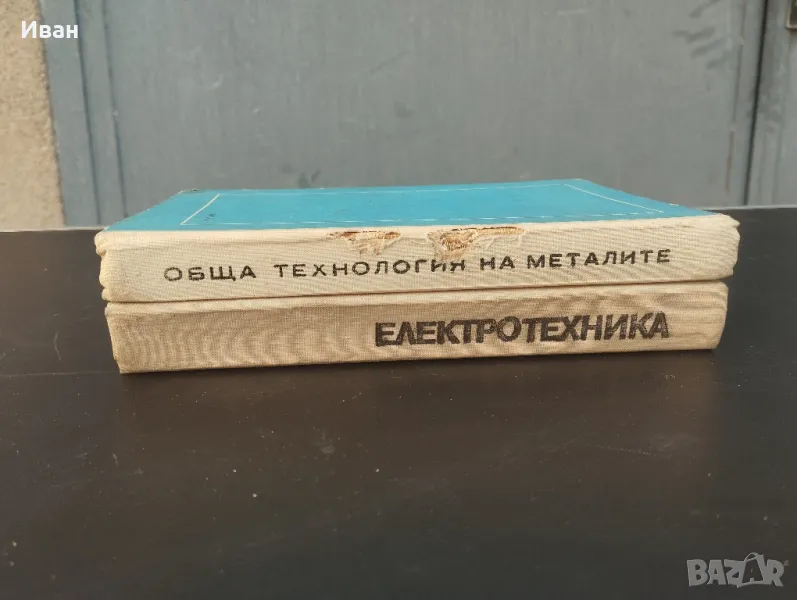 Иван
ОБЩА ТЕХНОЛОГИЯ НА МЕТАЛИТЕ
ЕЛЕКТРОТЕХНИКА
BAZAR